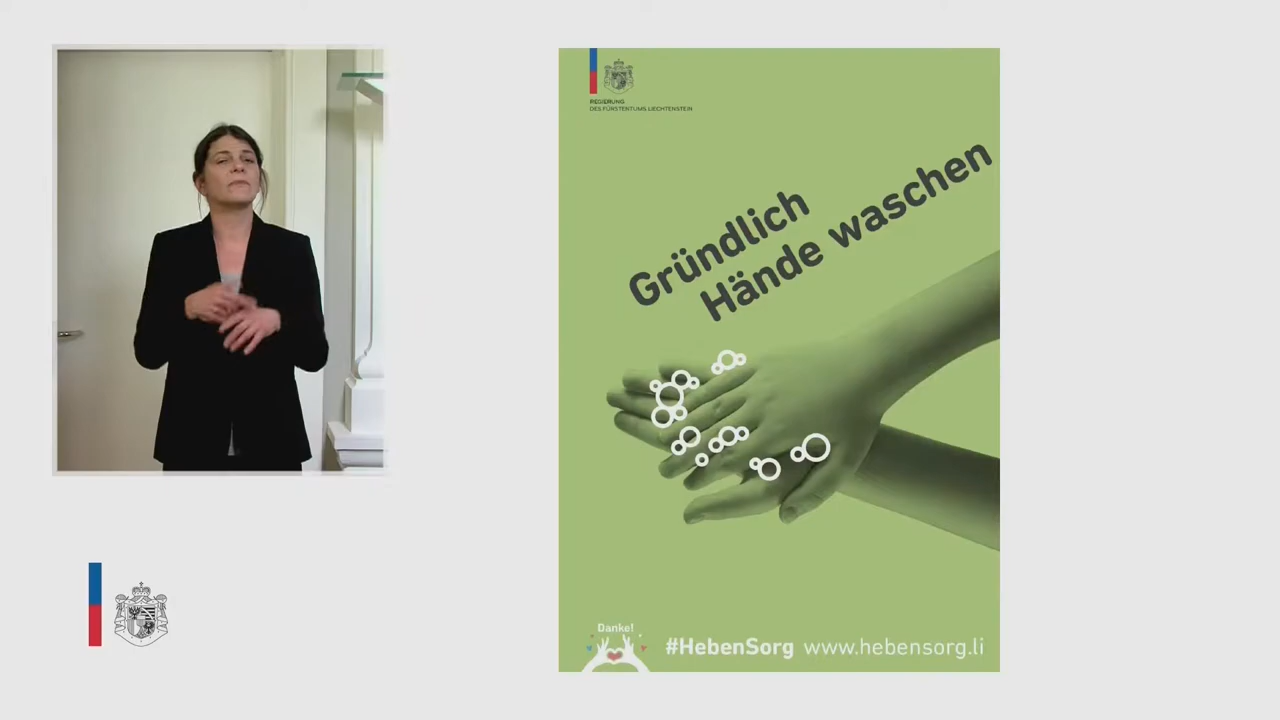 REGIERUNG
DES FÜRSTENTUMS LIECHTENSTEIN
Gründlich
Hände waschen
Danke!
#HebenSorg www.hebensorg.li